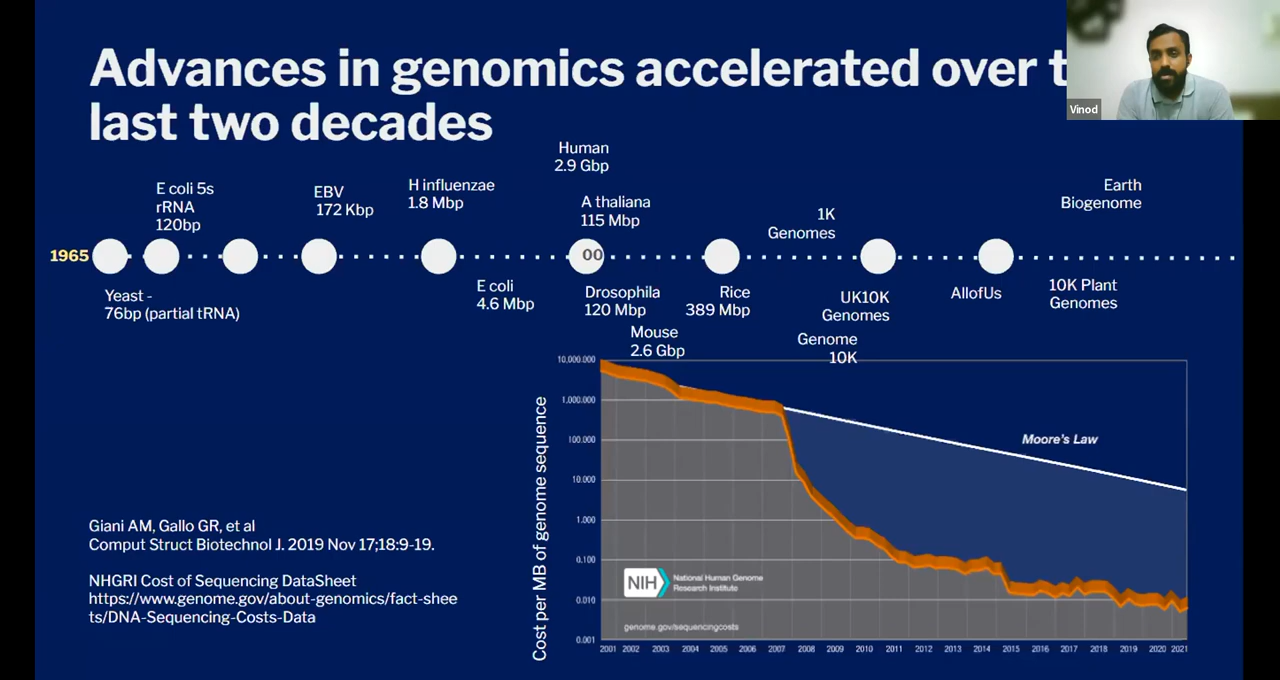 Advances in genomics accelerated over t
last two decades
Vinod
Human
2.9 Gbp
E coli 5s
rRNA
120bp
EBV
172 Kbp
H influenzae
1.8 Mbp
A thaliana
115 Mbp
1K
Genomes
Earth
Biogenome
1965
00
Yeast -
76bp (partial tRNA)
E coli
4.6 Mbp
Drosophila
120 Mbp
Rice
389 Mbp
UK10K
Genomes
AllofUs
10K Plant
Genomes
Mouse
2.6 Gbp
Genome
10K
Cost per MB of genome sequence
10,000.000
1,000.000
100.000
10.000
1.000
0.100
0.010
0.001
Moore's Law
NIH
National Human Genome
Research Institute
genome.gov/sequencingcosts
2001 2002 2003 2004 2005 2006 2007 2008 2009 2010 2011 2012 2013 2014 2015 2016 2017 2018 2019 2020 2021
Giani AM, Gallo GR, et al
Comput Struct Biotechnol J. 2019 Nov 17;18:9-19.
NHGRI Cost of Sequencing DataSheet
https://www.genome.gov/about-genomics/fact-shee
ts/DNA-Sequencing-Costs-Data